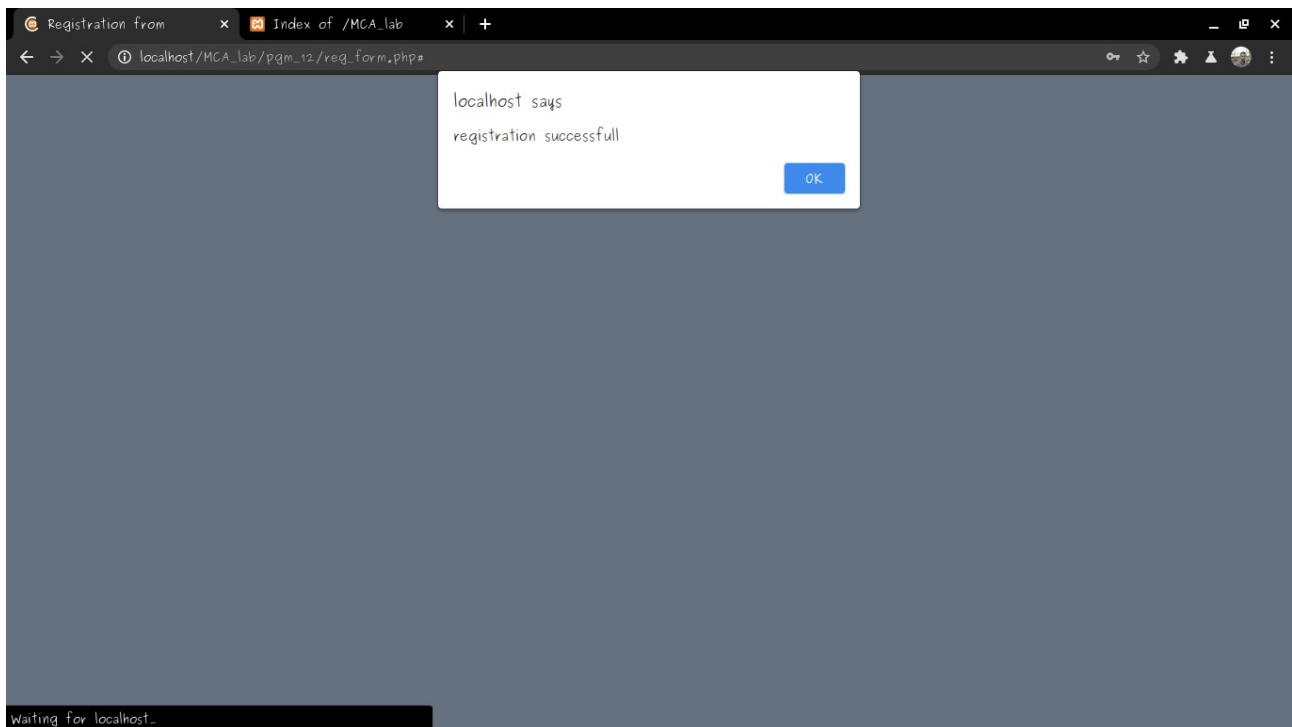 Registration from
Index of /MCA_lab
localhost/MCA_lab/pgm_12/reg_form.php#
localhost says
registration successfull
OK
Waiting for localhost…